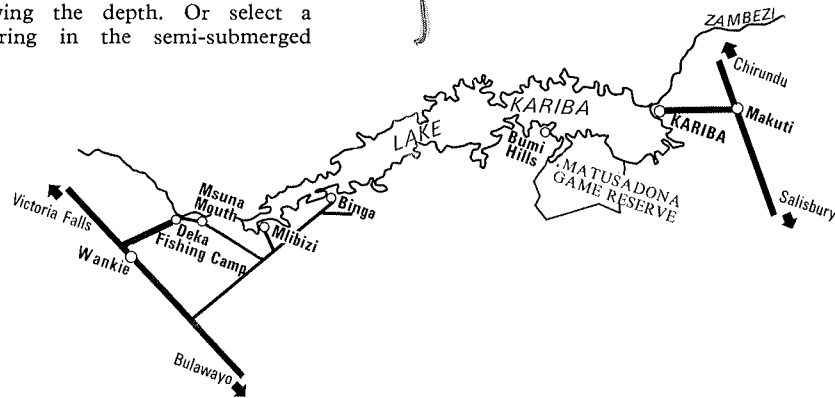 ving the depth. Or select a
ring in the semi-submerged
ZAMBEZI
Chirundu
KARIBA
LAKE
KARIBA
Makuti
Bumi
Hills
MATUSADONA
GAME RESERVE
Salisbury
Msuna
Mouth
Binga
Victoria Falls
Deka
Fishing Camp
Mlibizi
Wankie
Bulawayo